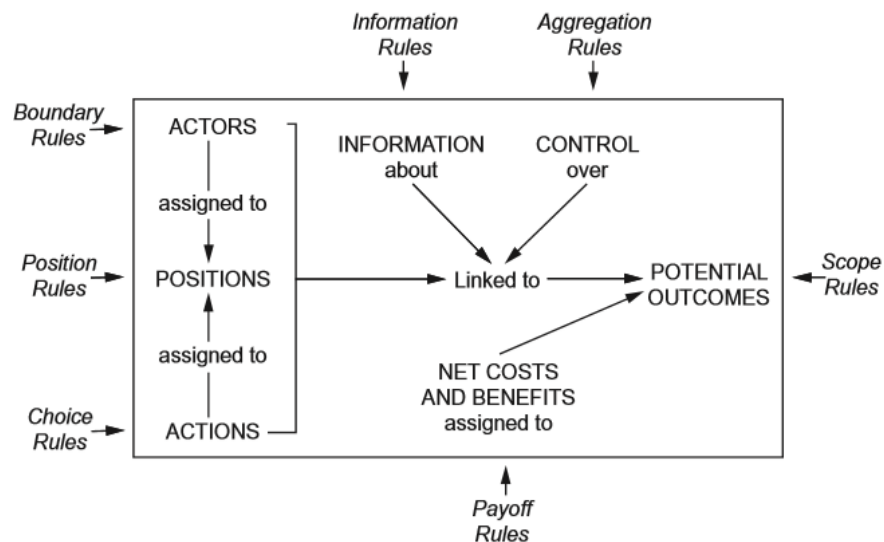 Information
Rules
Aggregation
Rules
Boundary
Rules
ACTORS
INFORMATION
about
CONTROL
over
assigned to
Position
Rules
POSITIONS
Linked to
POTENTIAL
OUTCOMES
Scope
Rules
assigned to
NET COSTS
AND BENEFITS
assigned to
Choice
Rules
ACTIONS
Payoff
Rules